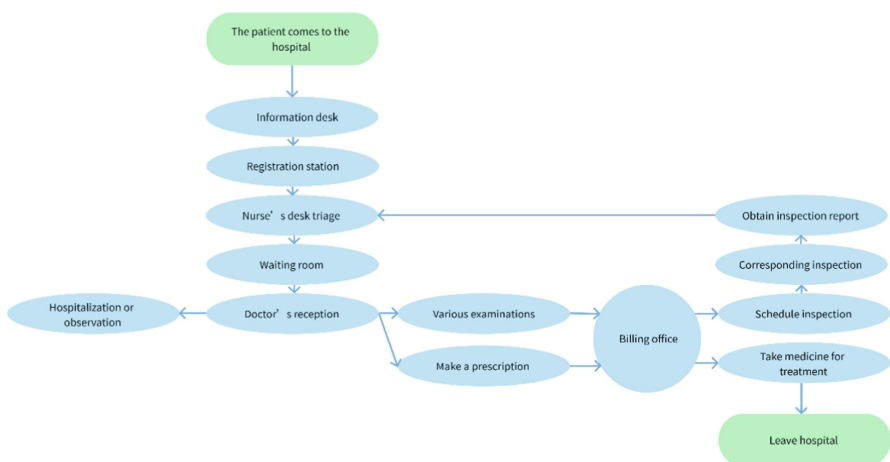 The patient comes to the
hospital
Information desk
Registration station
Nurse’s desk triage
Obtain inspection report
Waiting room
Corresponding inspection
Hospitalization or
observation
Doctor’s reception
Various examinations
Billing office
Schedule inspection
Make a prescription
Take medicine for
treatment
Leave hospital